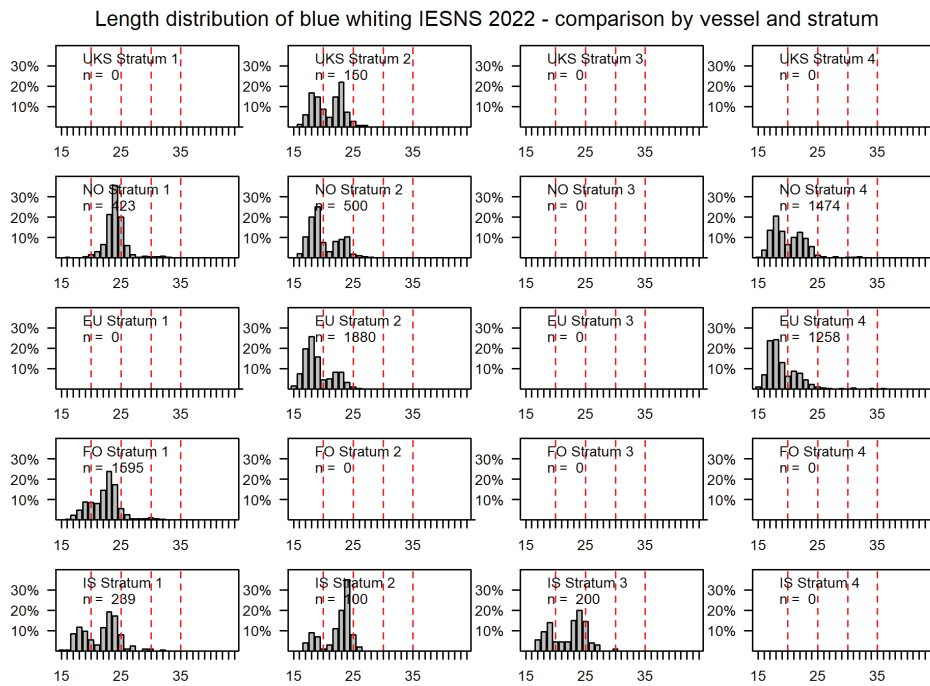 Length distribution of blue whiting IESNS 2022 - comparison by vessel and stratum
UKS Stratum 1
n = 0
30%
20%
10%
15 25 35
UKS Stratum 2
n = 150
30%
20%
10%
15 25 35
UKS Stratum 3
n = 0
30%
20%
10%
15 25 35
UKS Stratum 4
n = 0
30%
20%
10%
15 25 35
NO Stratum 1
n = 423
30%
20%
10%
15 25 35
NO Stratum 2
n = 500
30%
20%
10%
15 25 35
NO Stratum 3
n = 0
30%
20%
10%
15 25 35
NO Stratum 4
n = 1474
30%
20%
10%
15 25 35
EU Stratum 1
n = 0
30%
20%
10%
15 25 35
EU Stratum 2
n = 1880
30%
20%
10%
15 25 35
EU Stratum 3
n = 0
30%
20%
10%
15 25 35
EU Stratum 4
n = 1258
30%
20%
10%
15 25 35
FO Stratum 1
n = 1595
30%
20%
10%
15 25 35
FO Stratum 2
n = 0
30%
20%
10%
15 25 35
FO Stratum 3
n = 0
30%
20%
10%
15 25 35
FO Stratum 4
n = 0
30%
20%
10%
15 25 35
IS Stratum 1
n = 239
30%
20%
10%
15 25 35
IS Stratum 2
n = 100
30%
20%
10%
15 25 35
IS Stratum 3
n = 200
30%
20%
10%
15 25 35
IS Stratum 4
n = 0
30%
20%
10%
15 25 35